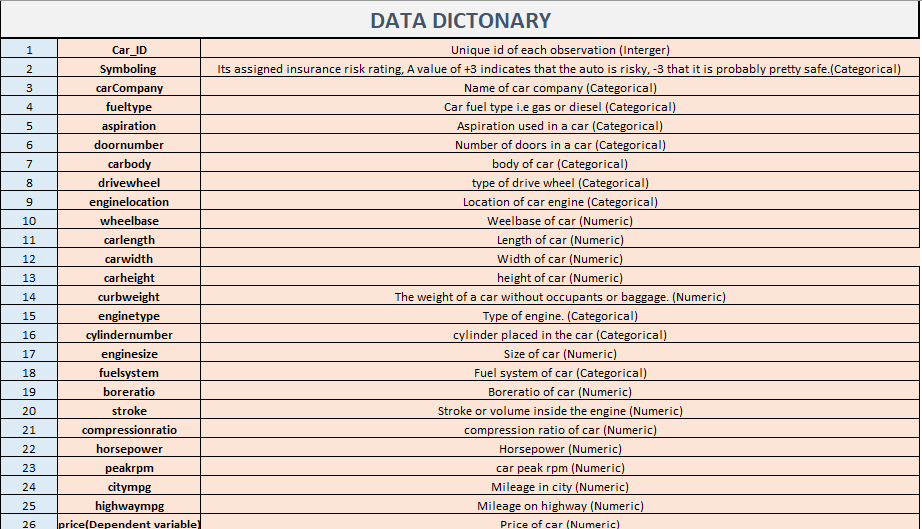 DATA DICTONARY
1 Car_ID Unique id of each observation (Interger)
2 Symboling Its assigned insurance risk rating, A value of +3 indicates that the auto is risky, -3 that it is probably pretty safe.(Categorical)
3 carCompany Name of car company (Categorical)
4 fueltype Car fuel type i.e gas or diesel (Categorical)
5 aspiration Aspiration used in a car (Categorical)
6 doornumber Number of doors in a car (Categorical)
7 carbody body of car (Categorical)
8 drivewheel type of drive wheel (Categorical)
9 enginelocation Location of car engine (Categorical)
10 wheelbase Weelbase of car (Numeric)
11 carlength Length of car (Numeric)
12 carwidth Width of car (Numeric)
13 carheight height of car (Numeric)
14 curbweight The weight of a car without occupants or baggage. (Numeric)
15 enginetype Type of engine. (Categorical)
16 cylindernumber cylinder placed in the car (Categorical)
17 enginesize Size of car (Numeric)
18 fuelsystem Fuel system of car (Categorical)
19 boreratio Boreratio of car (Numeric)
20 stroke Stroke or volume inside the engine (Numeric)
21 compressionratio compression ratio of car (Numeric)
22 horsepower Horsepower (Numeric)
23 peakrpm car peak rpm (Numeric)
24 citympg Mileage in city (Numeric)
25 highwaympg Mileage on highway (Numeric)
26 price(Dependent variable) Price of car (Numeric)